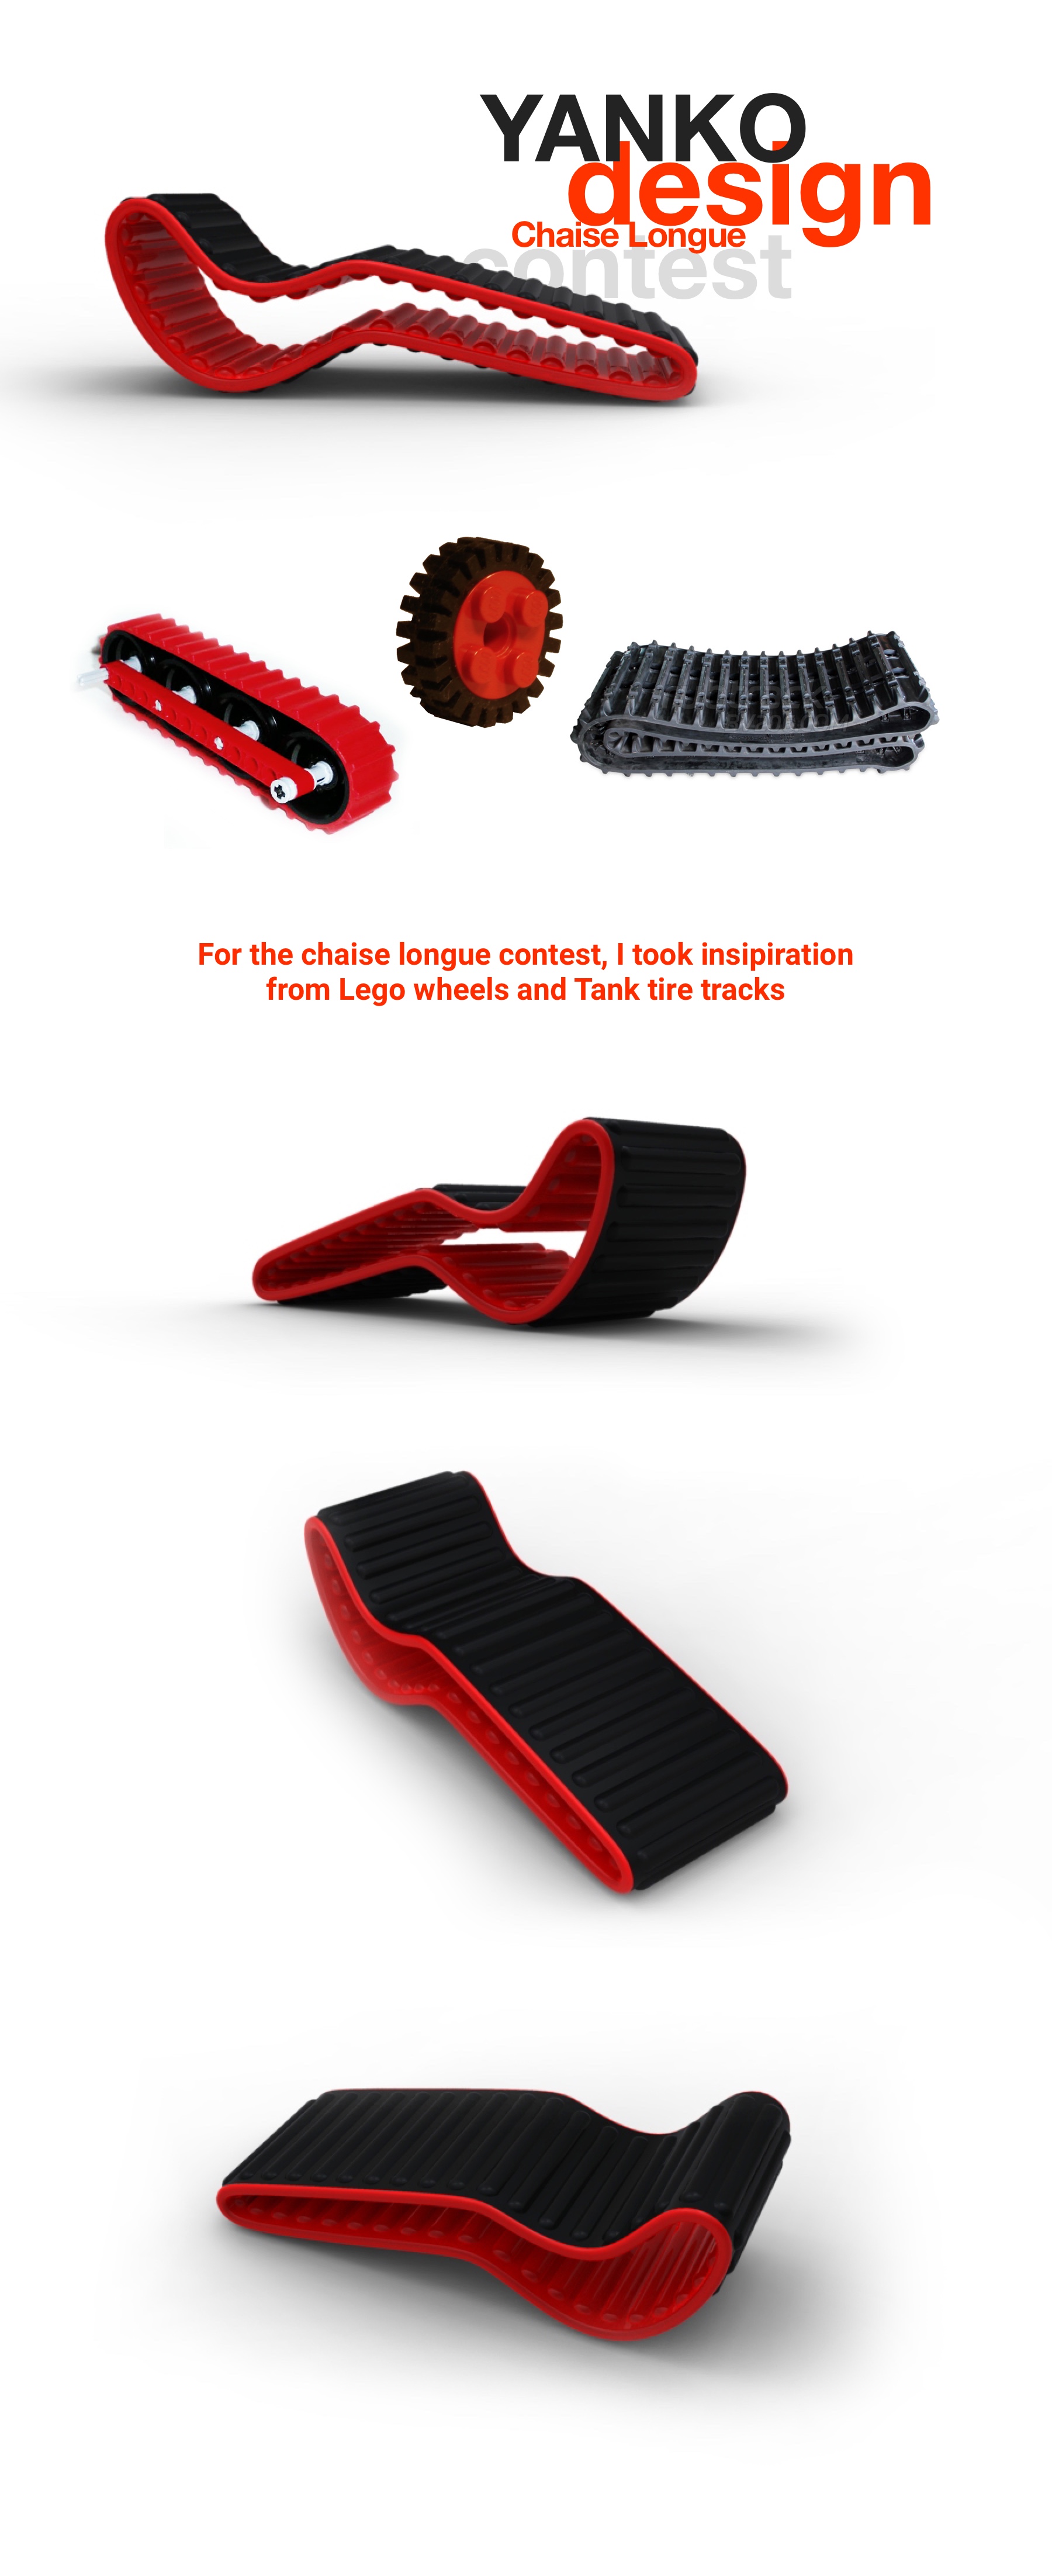 YANKO
design
Chaise Longue
contest
For the chaise longue contest, I took insipiration
from Lego wheels and Tank tire tracks